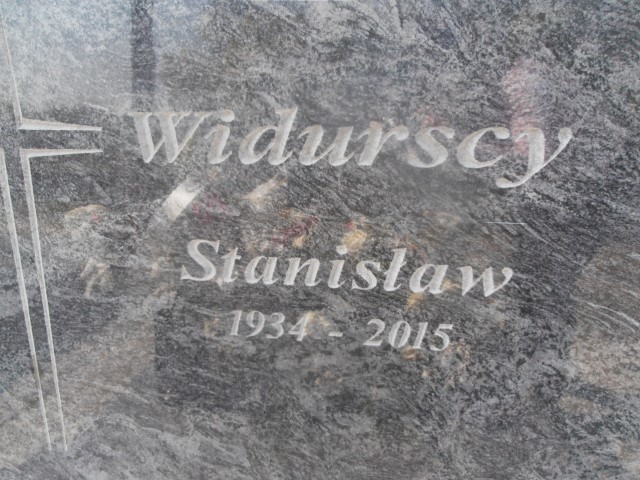 Widurscy
Stanisław
1934 - 2015